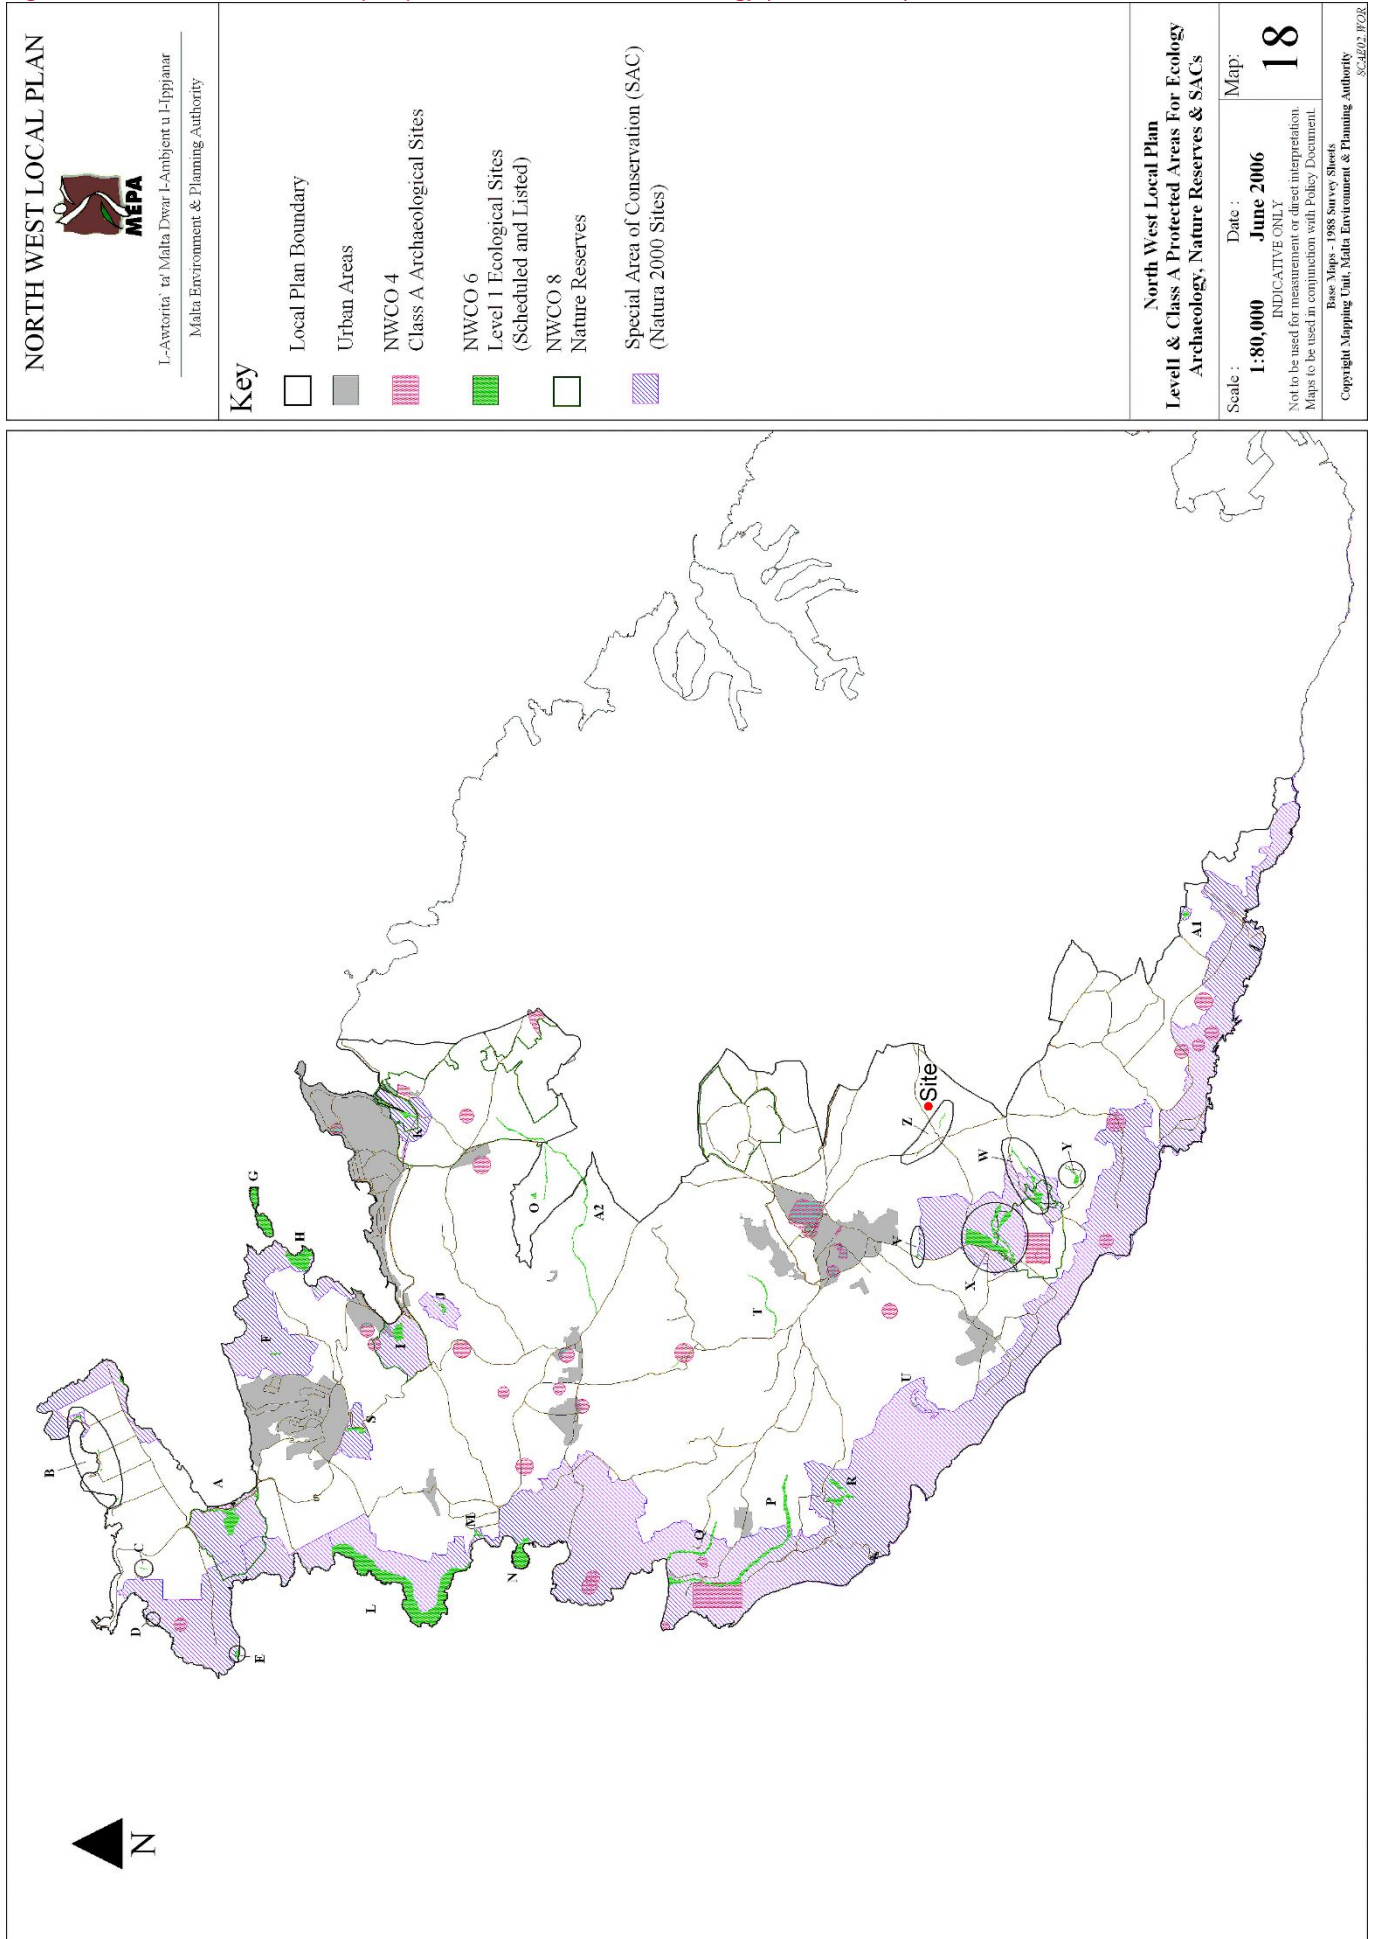 NORTH WEST LOCAL PLAN
MEPA
L-Awtorita` ta' Malta Dwar l-Ambjent u l-Ippjanar
Malta Environment & Planning Authority
Key
Local Plan Boundary
Urban Areas
NWCO 4
Class A Archaeological Sites
NWCO 6
Level 1 Ecological Sites
(Scheduled and Listed)
NWCO 8
Nature Reserves
Special Area of Conservation (SAC)
(Natura 2000 Sites)
North West Local Plan
Level1 & Class A Protected Areas For Ecology
Archaeology, Nature Reserves & SACs
Scale :
1:80,000
Date :
June 2006
Map:
18
INDICATIVE ONLY
Not to be used for measurement or direct interpretation.
Maps to be used in conjunction with Policy Document.
Base Maps - 1988 Survey Sheets
Copyright Mapping Unit, Malta Environment & Planning Authority
SCAE02.WOR
N
B
A
C
D
E
F
G
H
I
J
K
L
M
N
O
A2
S
T
P
Q
R
U
V
X
W
Y
Z
Site
A1